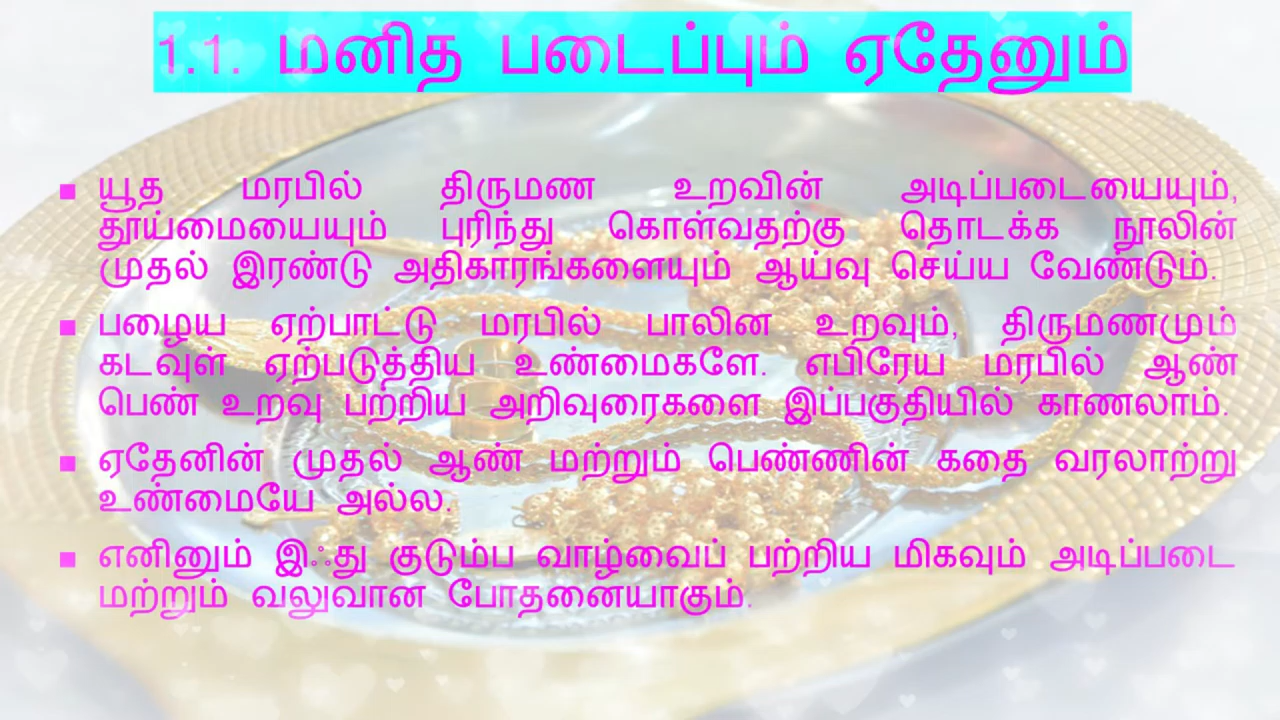 1.1. மனித படைப்பும் ஏதேனும்
▪ யூத மரபில் திருமண உறவின் அடிப்படையையும்,
தூய்மையையும் புரிந்து கொள்வதற்கு தொடக்க நூலின்
முதல் இரண்டு அதிகாரங்களையும் ஆய்வு செய்ய வேண்டும்.
▪ பழைய ஏற்பாட்டு மரபில் பாலின உறவும், திருமணமும்
கடவுள் ஏற்படுத்திய உண்மைகளே. எபிரேய மரபில் ஆண்
பெண் உறவு பற்றிய அறிவுரைகளை இப்பகுதியில் காணலாம்.
▪ ஏதேனின் முதல் ஆண் மற்றும் பெண்ணின் கதை வரலாற்று
உண்மையே அல்ல.
▪ எனினும் இஃது குடும்ப வாழ்வைப் பற்றிய மிகவும் அடிப்படை
மற்றும் வலுவான போதனையாகும்.